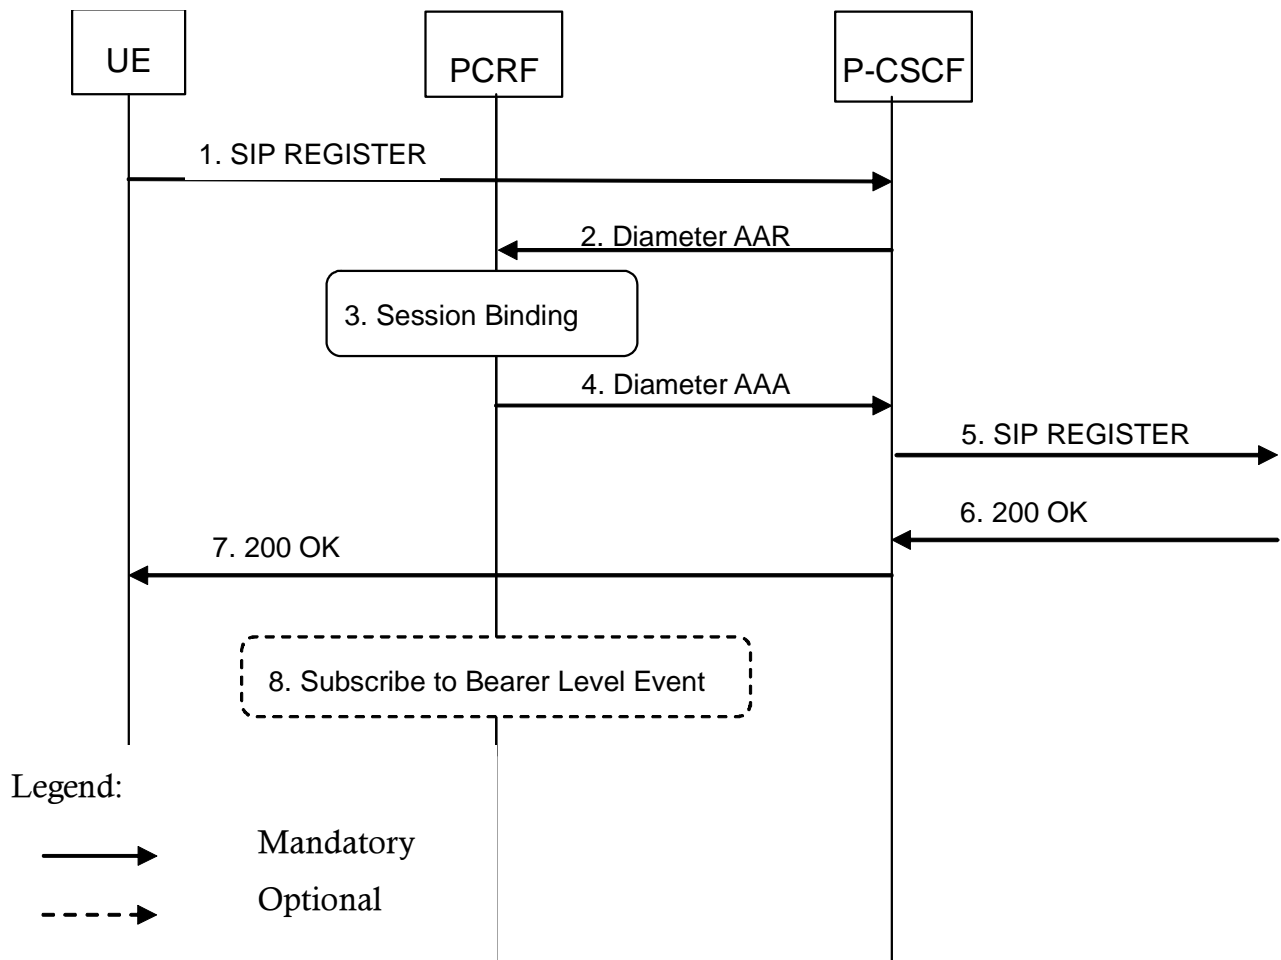 UE
PCRF
P-CSCF
1. SIP REGISTER
2. Diameter AAR
3. Session Binding
4. Diameter AAA
5. SIP REGISTER
6. 200 OK
7. 200 OK
8. Subscribe to Bearer Level Event
Legend:
Mandatory
Optional